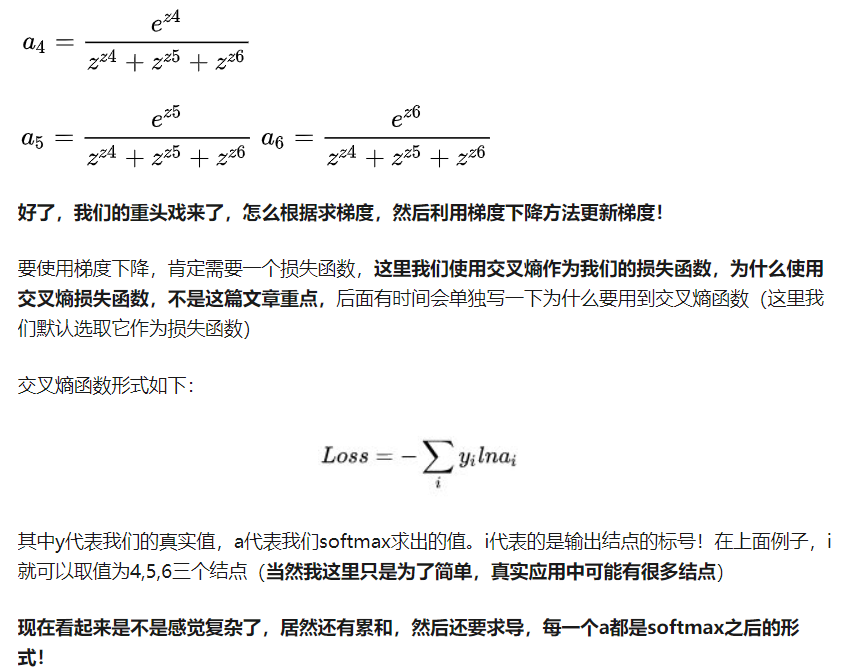 a₄ = e^{z4} / (z^{z4} + z^{z5} + z^{z6})
a₅ = e^{z5} / (z^{z4} + z^{z5} + z^{z6}) a₆ = e^{z6} / (z^{z4} + z^{z5} + z^{z6})
好了，我们的重头戏来了，怎么根据求梯度，然后利用梯度下降方法更新梯度！
要使用梯度下降，肯定需要一个损失函数，这里我们使用交叉熵作为我们的损失函数，为什么使用
交叉熵损失函数，不是这篇文章重点，后面有时间会单独写一下为什么要用到交叉熵函数（这里我
们默认选取它作为损失函数）
交叉熵函数形式如下：
Loss = −∑_i y_i ln a_i
其中y代表我们的真实值，a代表我们softmax求出的值。i代表的是输出结点的标号！在上面例子，i
就可以取值为4,5,6三个结点（当然我这里只是为了简单，真实应用中可能有很多结点）
现在看起来是不是感觉复杂了，居然还有累和，然后还要求导，每一个a都是softmax之后的形
式！